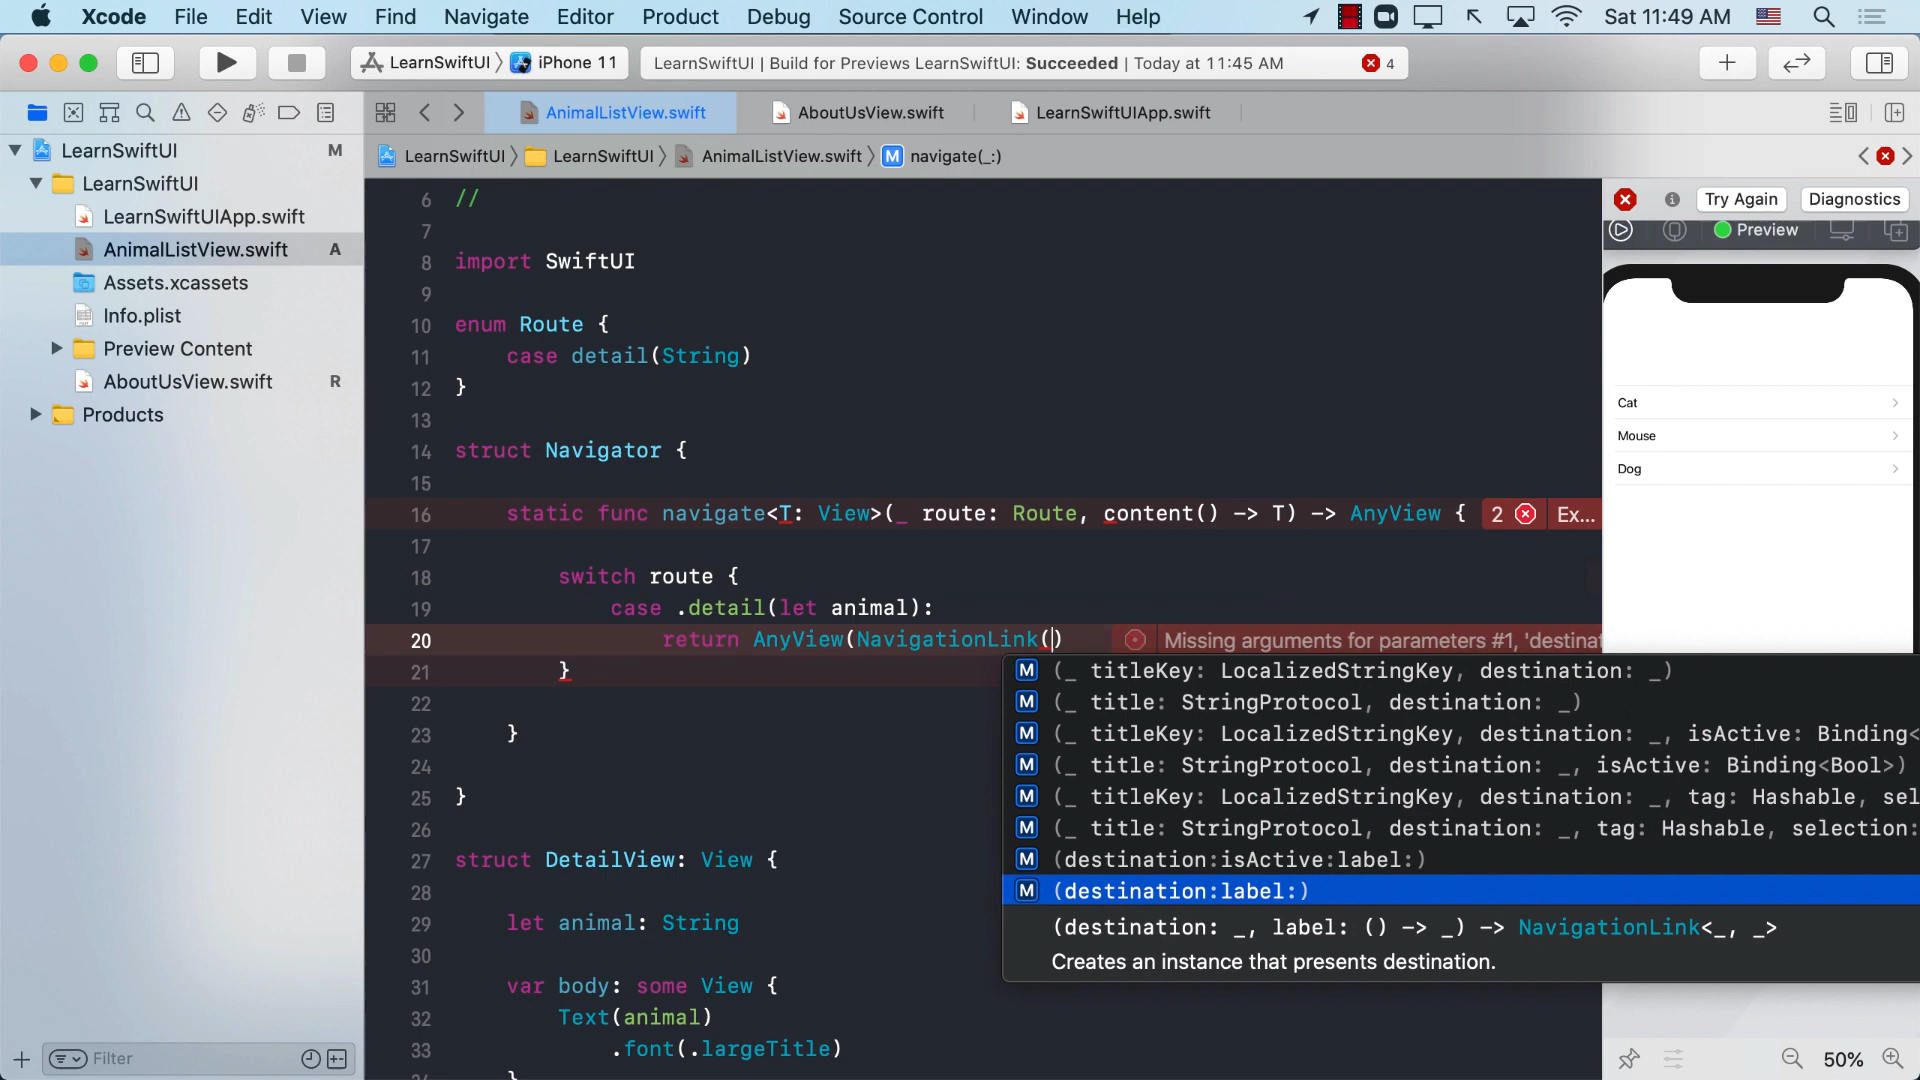 Xcode File Edit View Find Navigate Editor Product Debug Source Control Window Help Sat 11:49 AM
LearnSwiftUI iPhone 11 LearnSwiftUI | Build for Previews LearnSwiftUI: Succeeded | Today at 11:45 AM 4
AnimalListView.swift AboutUsView.swift LearnSwiftUIApp.swift
LearnSwiftUI LearnSwiftUI AnimalListView.swift M navigate(_:)
LearnSwiftUI M
LearnSwiftUI
LearnSwiftUIApp.swift
AnimalListView.swift A
Assets.xcassets
Info.plist
Preview Content
AboutUsView.swift R
Products
Filter
6 //
7
8 import SwiftUI
9
10 enum Route {
11 case detail(String)
12 }
13
14 struct Navigator {
15
16 static func navigate<T: View>(_ route: Route, content() -> T) -> AnyView { 2 Ex...
17
18 switch route {
19 case .detail(let animal):
20 return AnyView(NavigationLink() Missing arguments for parameters #1, 'destinat
21 }
22
23 }
24
25 }
26
27 struct DetailView: View {
28
29 let animal: String
30
31 var body: some View {
32 Text(animal)
33 .font(.largeTitle)
M (_ titleKey: LocalizedStringKey, destination: _)
M (_ title: StringProtocol, destination: _)
M (_ titleKey: LocalizedStringKey, destination: _, isActive: Binding<
M (_ title: StringProtocol, destination: _, isActive: Binding<Bool>)
M (_ titleKey: LocalizedStringKey, destination: _, tag: Hashable, sel
M (_ title: StringProtocol, destination: _, tag: Hashable, selection:
M (destination:isActive:label:)
M (destination:label:)
(destination: _, label: () -> _) -> NavigationLink<_, _>
Creates an instance that presents destination.
Try Again Diagnostics
Preview
Cat
Mouse
Dog
50%